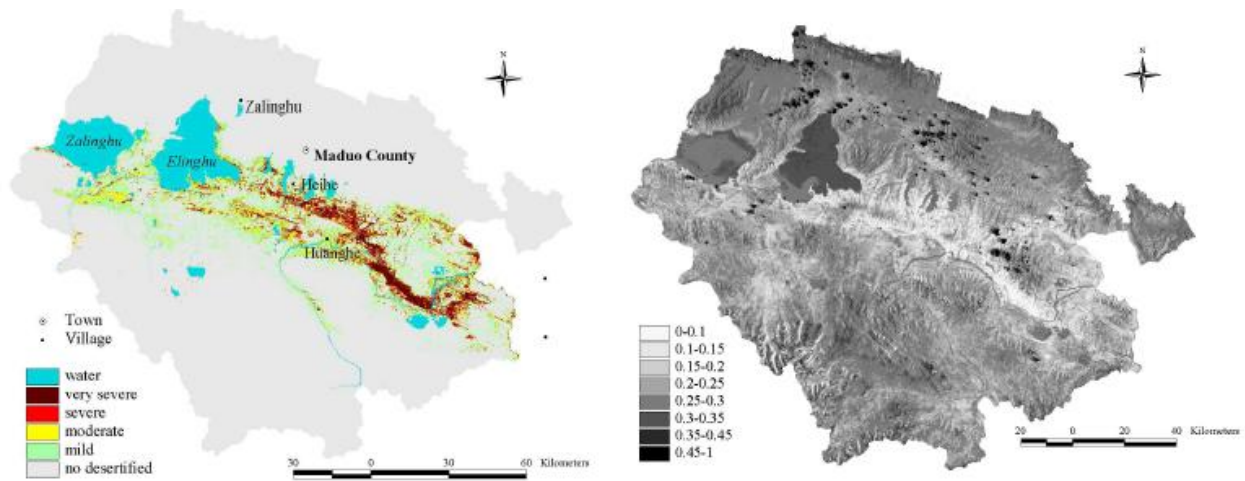 N
Zalinghu
Zalinghu
Elinghu
Maduo County
Heihe
Huanghe
Town
Village
water
very severe
severe
moderate
mild
no desertified
30 0 30 60 Kilometers
N
0-0.1
0.1-0.15
0.15-0.2
0.2-0.25
0.25-0.3
0.3-0.35
0.35-0.45
0.45-1
20 0 20 40 Kilometers